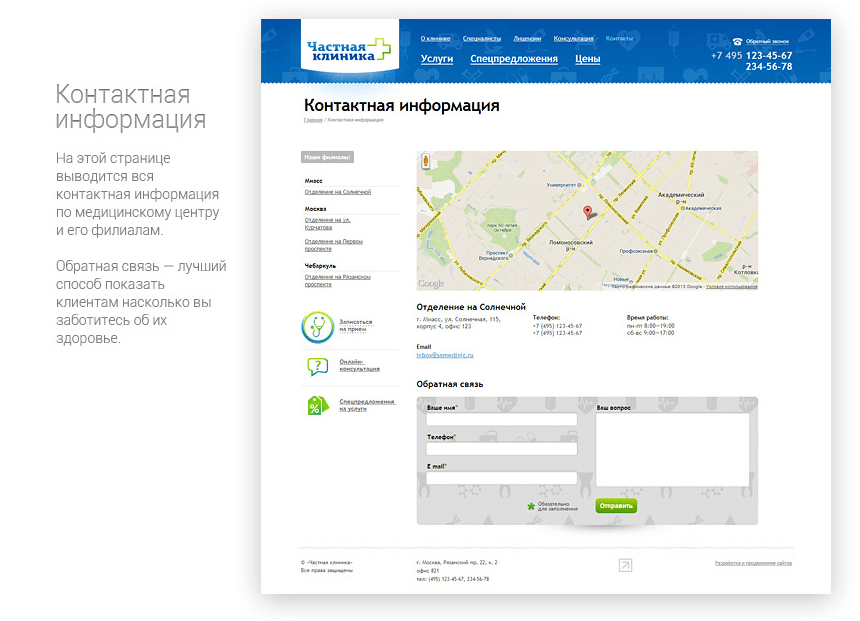 Контактная
информация
На этой странице
выводится вся
контактная информация
по медицинскому центру
и его филиалам.
Обратная связь — лучший
способ показать
клиентам насколько вы
заботитесь об их
здоровье.
Частная
клиника
О клинике Специалисты Лицензии Консультация Контакты
Услуги Спецпредложения Цены
Обратный звонок
+7 495 123-45-67
234-56-78
Контактная информация
Главная / Контактная информация
Наши филиалы:
Миасс
Отделение на Солнечной
Москва
Отделение на ул.
Курчатова
Отделение на Первом
проспекте
Чебаркуль
Отделение на Рязанском
проспекте
Записаться
на прием
Онлайн-
консультация
Спецпредложения
на услуги
Университет
Академический
р-н
Академическая
парк 50-летия
Октября
Ломоносовский
р-н
Проспект
Вернадского
Профсоюзная
Новые
р-н
Котловка
Google
Картографические данные ©2013 Google - Условия использования
Отделение на Солнечной
г. Миасс, ул. Солнечная, 115,
корпус 4, офис 123
Телефон:
+7 (495) 123-45-67
+7 (495) 123-45-67
Время работы:
пн-пт 8:00—19:00
сб-вс 9:00—17:00
Email
inbox@someclinic.ru
Обратная связь
Ваше имя*
Телефон*
E mail*
Ваш вопрос
* Обязательно
для заполнения
Отправить
© «Частная клиника»
Все права защищены
г. Москва, Рязанский пр. 22, к. 2
офис 821
тел: (495) 123-45-67, 234-56-78
Разработка и продвижение сайтов